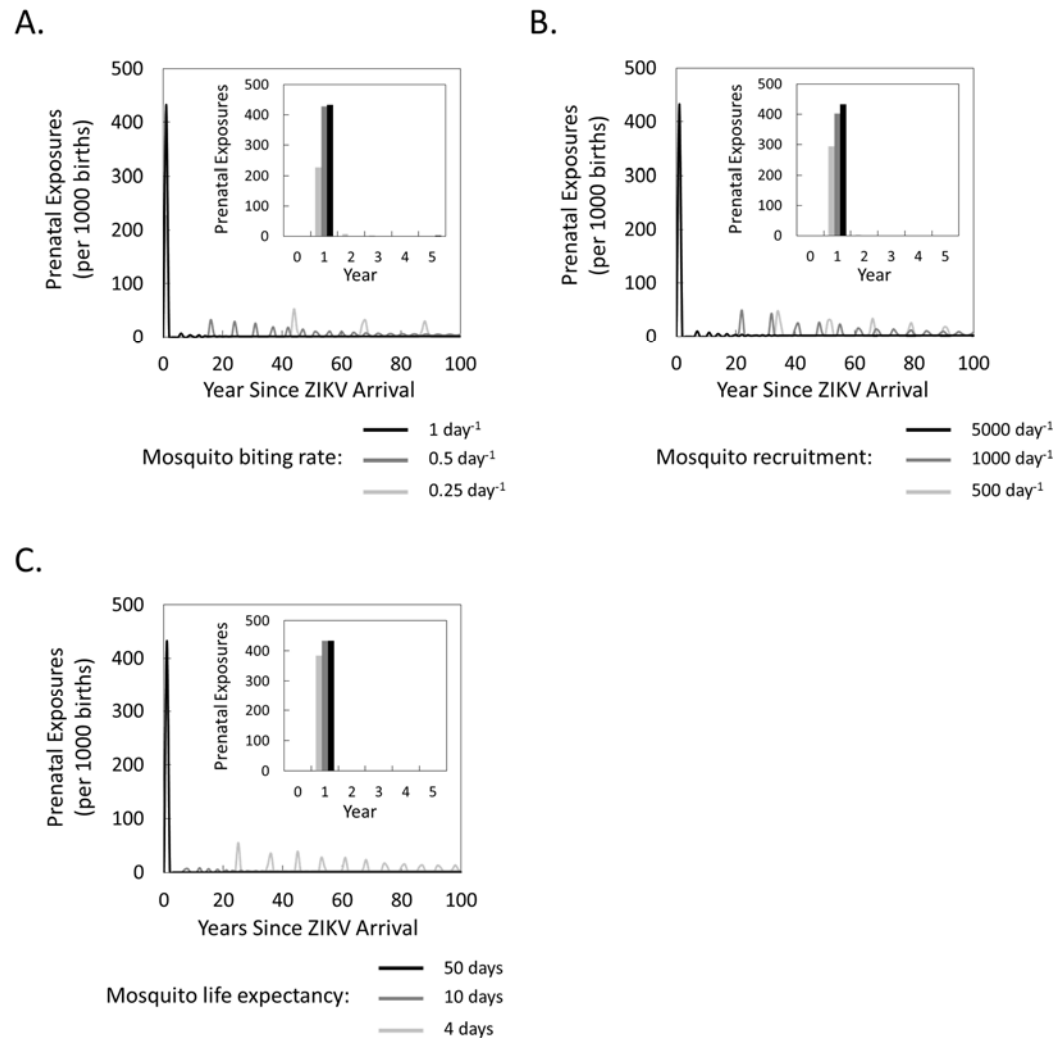 A.
Prenatal Exposures
(per 1000 births)
500
400
300
200
100
0
0 20 40 60 80 100
Year Since ZIKV Arrival
Prenatal Exposures
500
400
300
200
100
0
0 1 2 3 4 5
Year
Mosquito biting rate:
1 day⁻¹
0.5 day⁻¹
0.25 day⁻¹
B.
Prenatal Exposures
(per 1000 births)
500
400
300
200
100
0
0 20 40 60 80 100
Year Since ZIKV Arrival
Prenatal Exposures
500
400
300
200
100
0
0 1 2 3 4 5
Year
Mosquito recruitment:
5000 day⁻¹
1000 day⁻¹
500 day⁻¹
C.
Prenatal Exposures
(per 1000 births)
500
400
300
200
100
0
0 20 40 60 80 100
Years Since ZIKV Arrival
Prenatal Exposures
500
400
300
200
100
0
0 1 2 3 4 5
Year
Mosquito life expectancy:
50 days
10 days
4 days